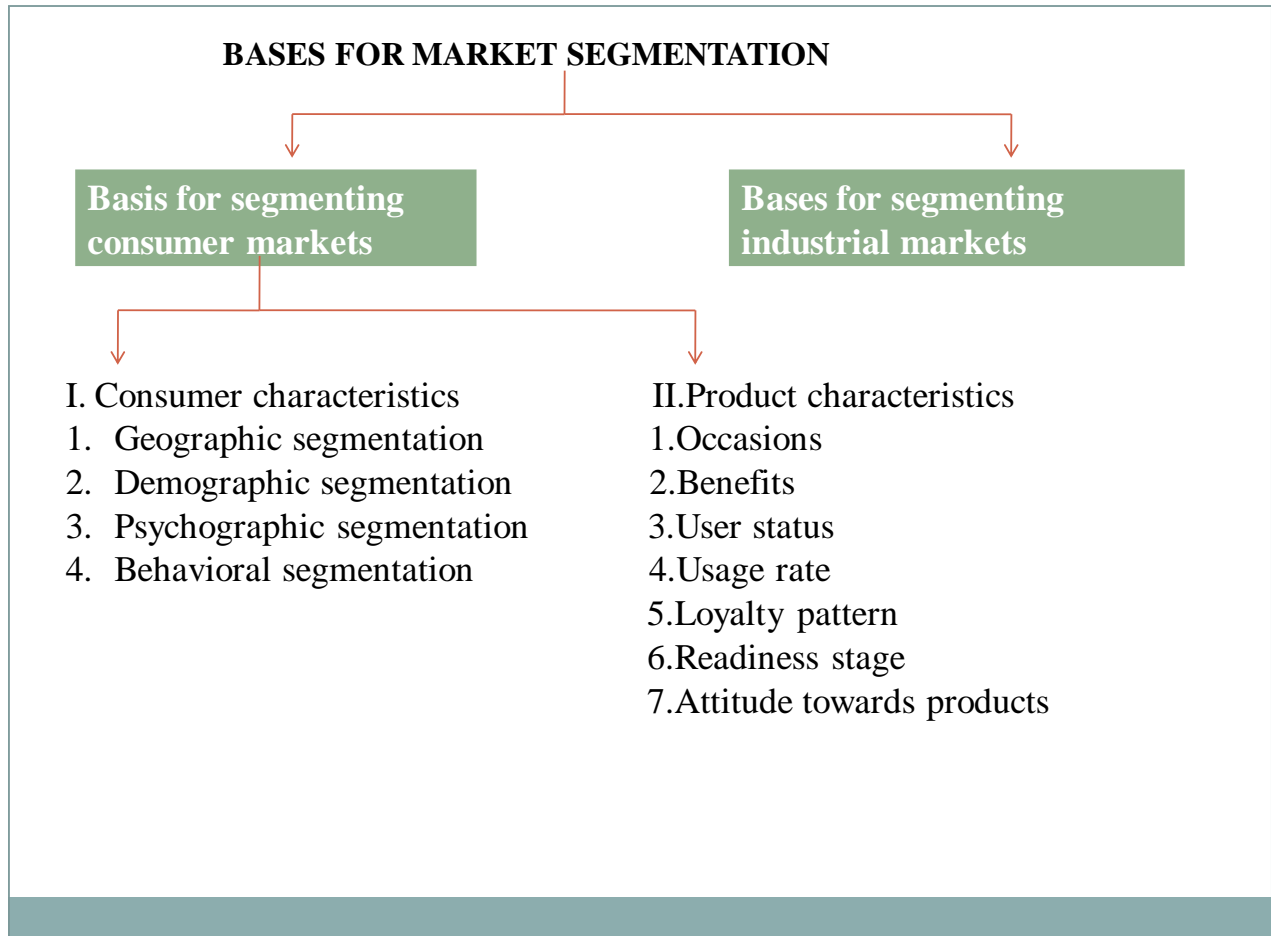 BASES FOR MARKET SEGMENTATION
Basis for segmenting
consumer markets
Bases for segmenting
industrial markets
I. Consumer characteristics
1. Geographic segmentation
2. Demographic segmentation
3. Psychographic segmentation
4. Behavioral segmentation
II.Product characteristics
1.Occasions
2.Benefits
3.User status
4.Usage rate
5.Loyalty pattern
6.Readiness stage
7.Attitude towards products